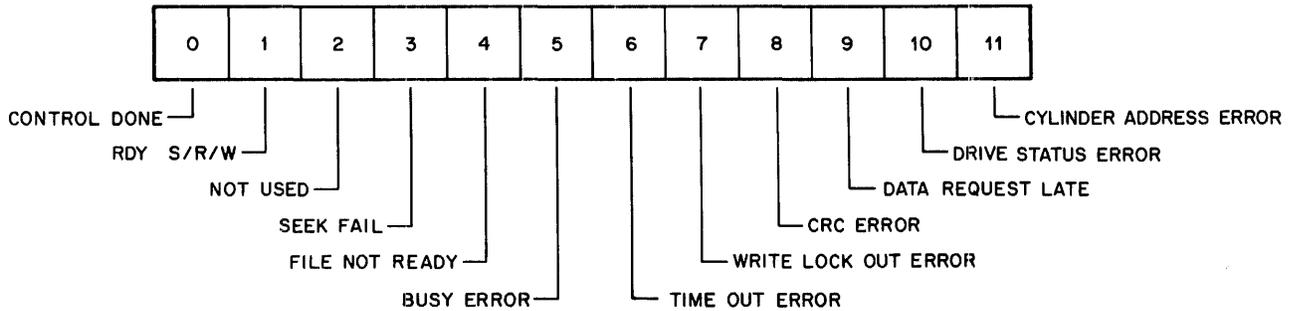 0 1 2 3 4 5 6 7 8 9 10 11
CONTROL DONE
CYLINDER ADDRESS ERROR
RDY S/R/W
DRIVE STATUS ERROR
NOT USED
DATA REQUEST LATE
SEEK FAIL
CRC ERROR
FILE NOT READY
WRITE LOCK OUT ERROR
BUSY ERROR
TIME OUT ERROR